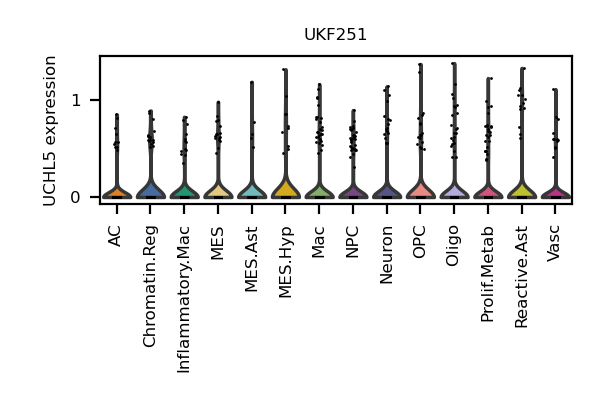 UKF251
UCHL5 expression
1
0
AC
Chromatin.Reg
Inflammatory.Mac
MES
MES.Ast
MES.Hyp
Mac
NPC
Neuron
OPC
Oligo
Prolif.Metab
Reactive.Ast
Vasc